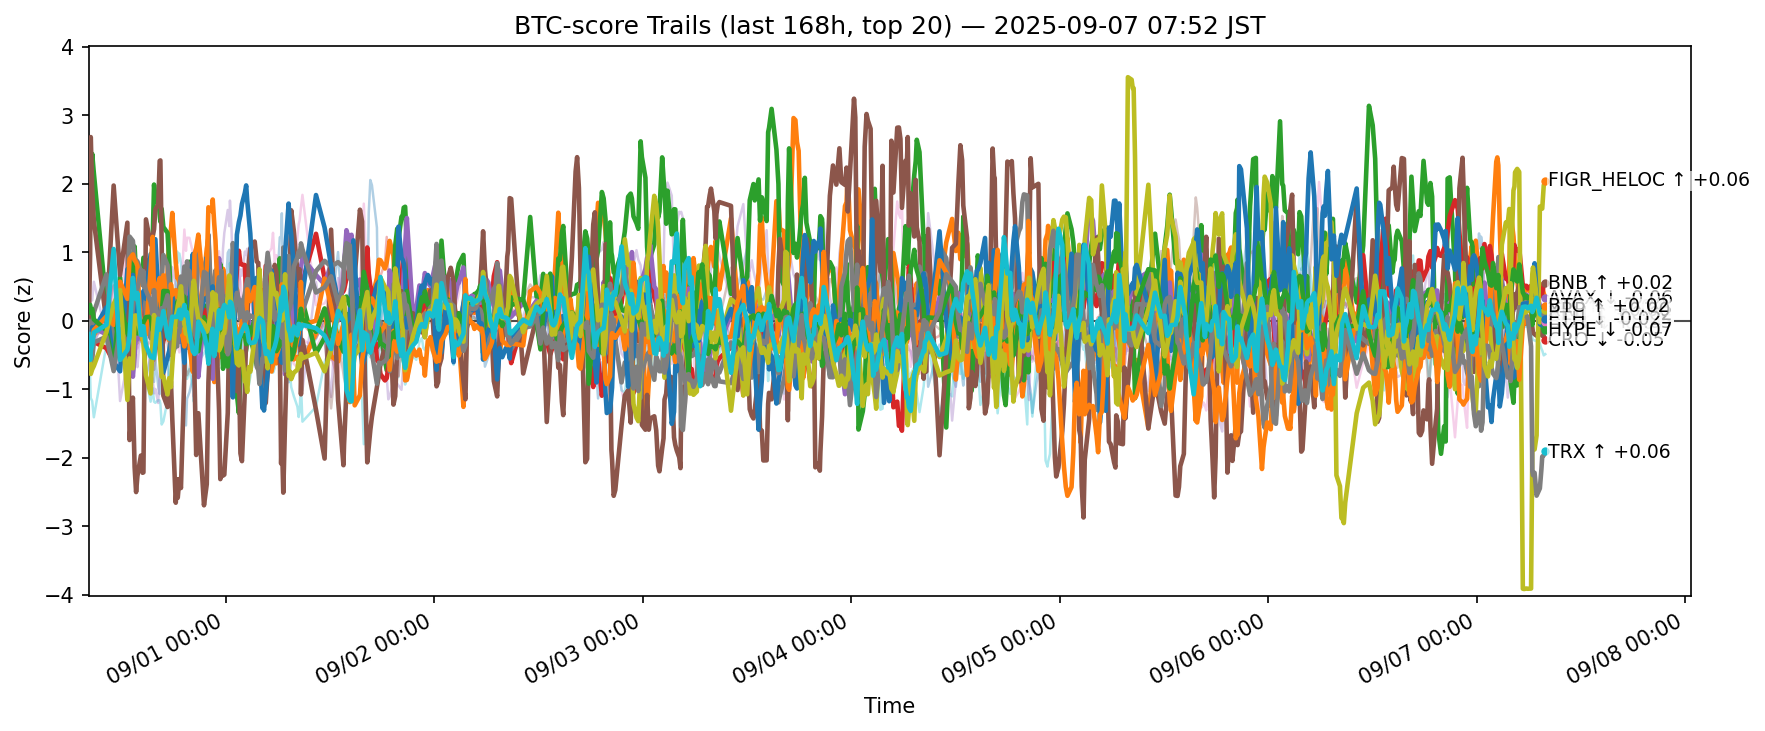 BTC-score Trails (last 168h, top 20) — 2025-09-07 07:52 JST
Score (z)
4
3
2
1
0
−1
−2
−3
−4
FIGR_HELOC ↑ +0.06
BNB ↑ +0.02
BTC ↑ +0.02
HYPE ↓ -0.07
CRO ↓ -0.05
TRX ↑ +0.06
09/01 00:00
09/02 00:00
09/03 00:00
09/04 00:00
09/05 00:00
09/06 00:00
09/07 00:00
09/08 00:00
Time